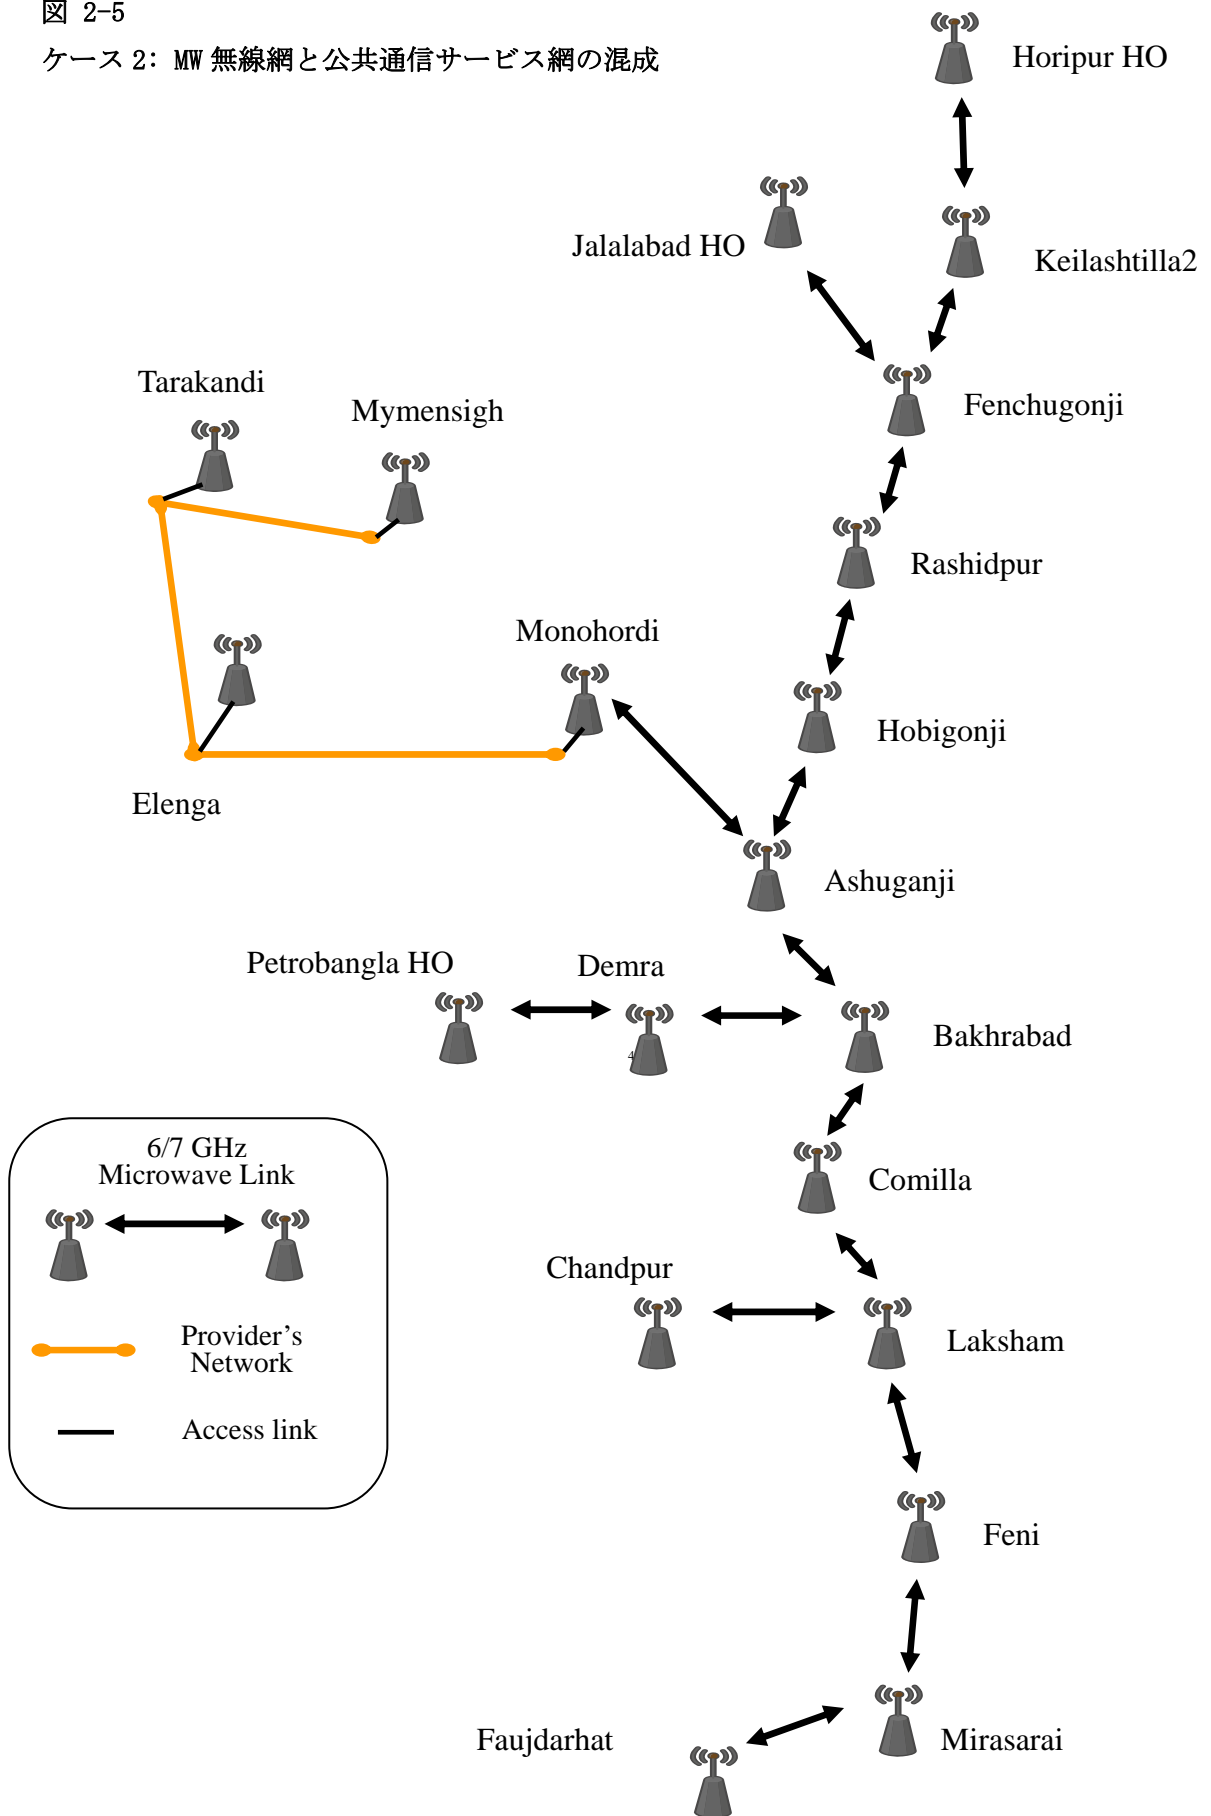 図 2-5
ケース 2: MW 無線網と公共通信サービス網の混成
Horipur HO
Jalalabad HO
Keilashtilla2
Tarakandi
Mymensigh
Fenchugonji
Rashidpur
Monohordi
Hobigonji
Elenga
Ashuganji
Petrobangla HO
Demra
Bakhrabad
4
6/7 GHz
Microwave Link
Comilla
Chandpur
Provider's
Network
Laksham
Access link
Feni
Faujdarhat
Mirasarai